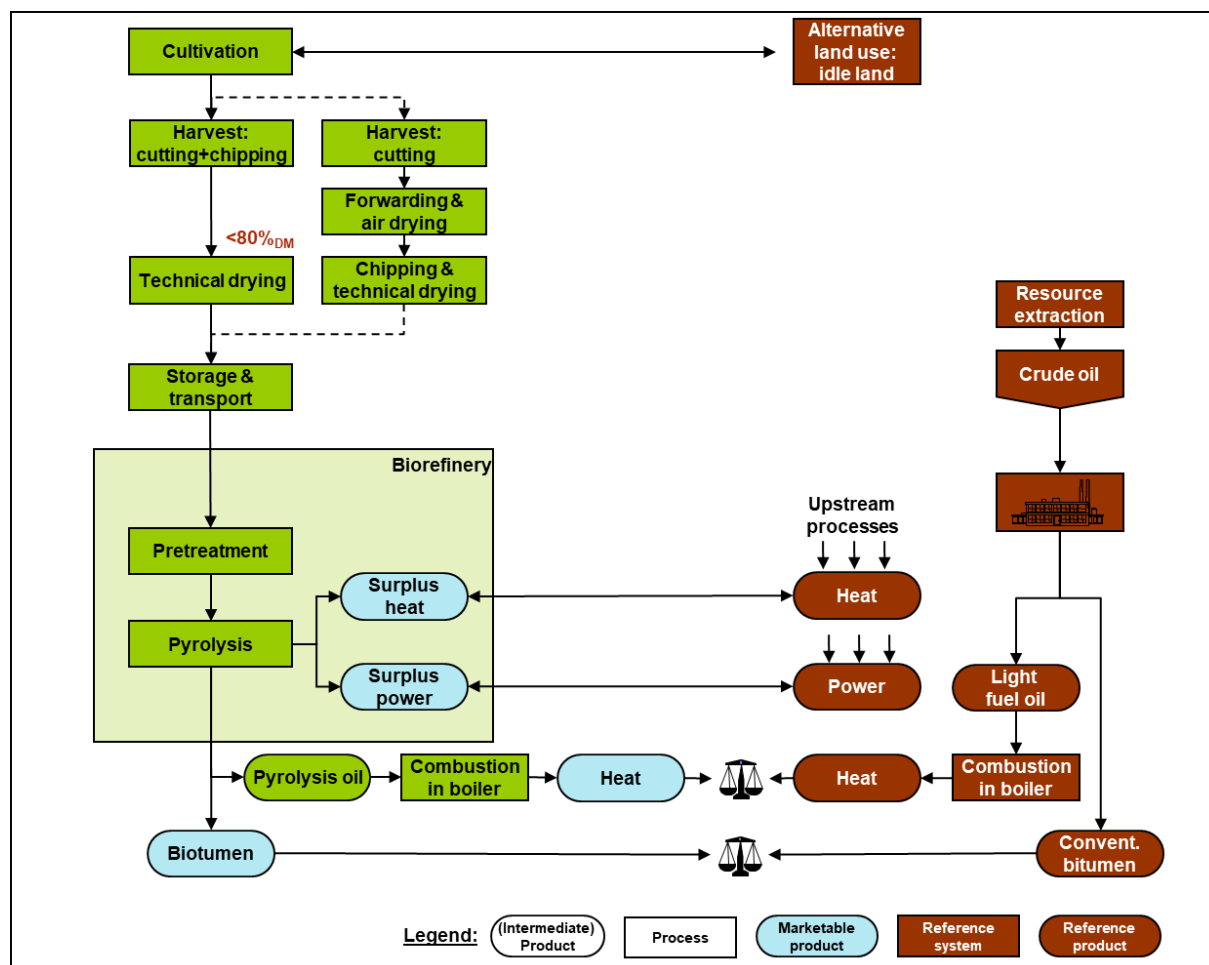 Cultivation
Alternative
land use:
idle land
Harvest:
cutting+chipping
Harvest:
cutting
Forwarding &
air drying
<80%DM
Technical drying
Chipping &
technical drying
Resource
extraction
Crude oil
Storage &
transport
Biorefinery
Upstream
processes
Pretreatment
Surplus
heat
Heat
Pyrolysis
Surplus
power
Power
Light
fuel oil
Pyrolysis oil
Combustion
in boiler
Heat
Heat
Combustion
in boiler
Biotumen
Convent.
bitumen
Legend:
(Intermediate)
Product
Process
Marketable
product
Reference
system
Reference
product